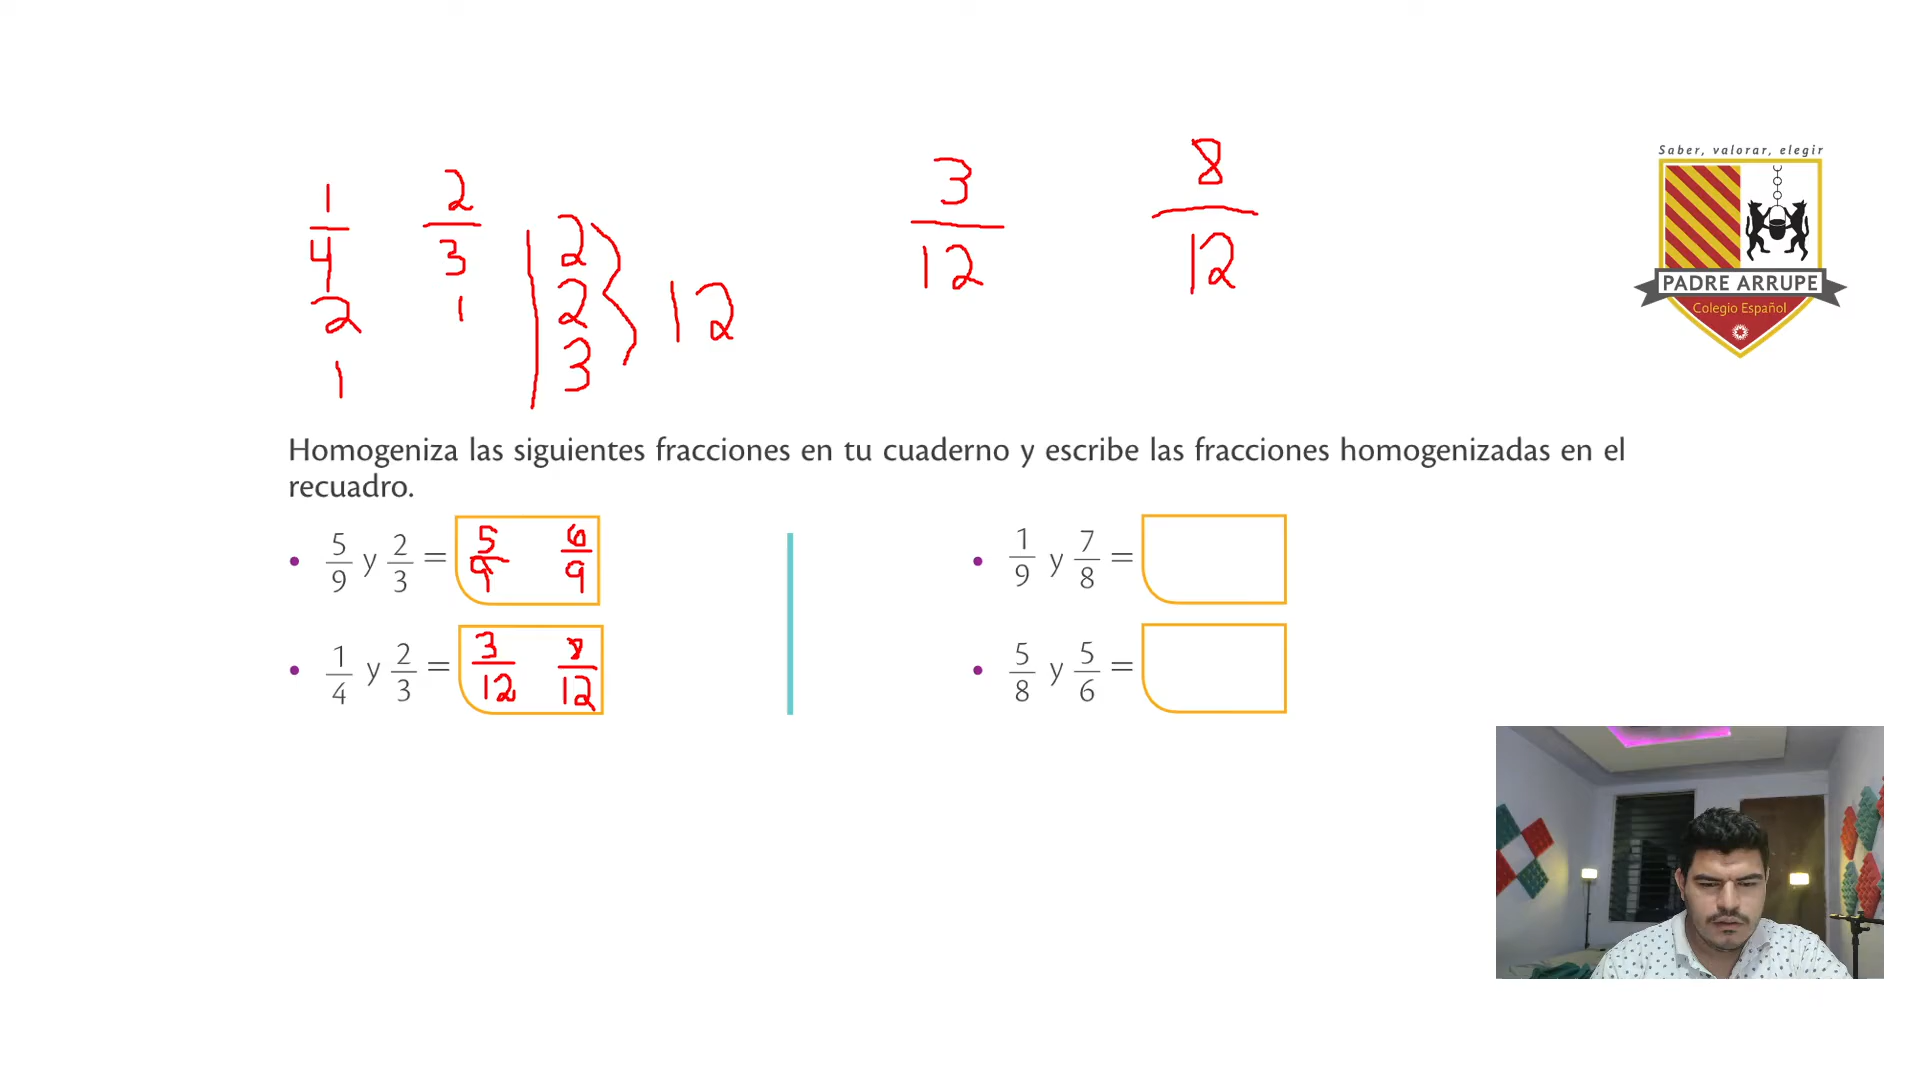 Saber, valorar, elegir
PADRE ARRUPE
Colegio Español
1/4 2/3 | 2
2 1 | 2
1 | 3
12
3/12 8/12
Homogeniza las siguientes fracciones en tu cuaderno y escribe las fracciones homogenizadas en el
recuadro.
• 5/9 y 2/3 = 5/9 6/9
• 1/4 y 2/3 = 3/12 8/12
• 1/9 y 7/8 =
• 5/8 y 5/6 =